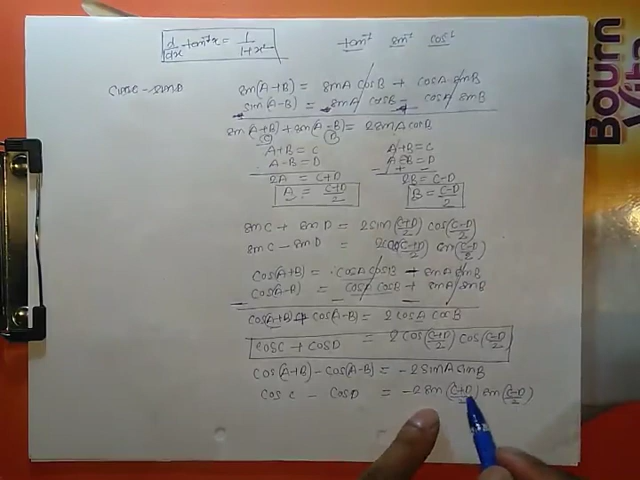 d/dx tan⁻¹x = 1/1+x²
tan⁻¹ sin⁻¹ cos⁻¹
sinC - sinD
sin(A+B) = sinA cosB + cosA sinB
sin(A-B) = sinA cosB - cosA sinB
sin(A+B) + sin(A-B) = 2sinA cosB
(C) (D)
A+B = C A+B = C
A-B = D A-B = D
2A = C+D 2B = C-D
A = C+D/2 B = C-D/2
sinC + sinD = 2sin(C+D/2) cos(C-D/2)
sinC - sinD = 2cos(C+D/2) sin(C-D/2)
cos(A+B) = cosA cosB - sinA sinB
cos(A-B) = cosA cosB + sinA sinB
cos(A+B) + cos(A-B) = 2cosA cosB
cosC + cosD = 2cos(C+D/2) cos(C-D/2)
cos(A+B) - cos(A-B) = -2sinA sinB
cosC - cosD = -2sin(C+D/2) sin(C-D/2)
Bourn
Vita